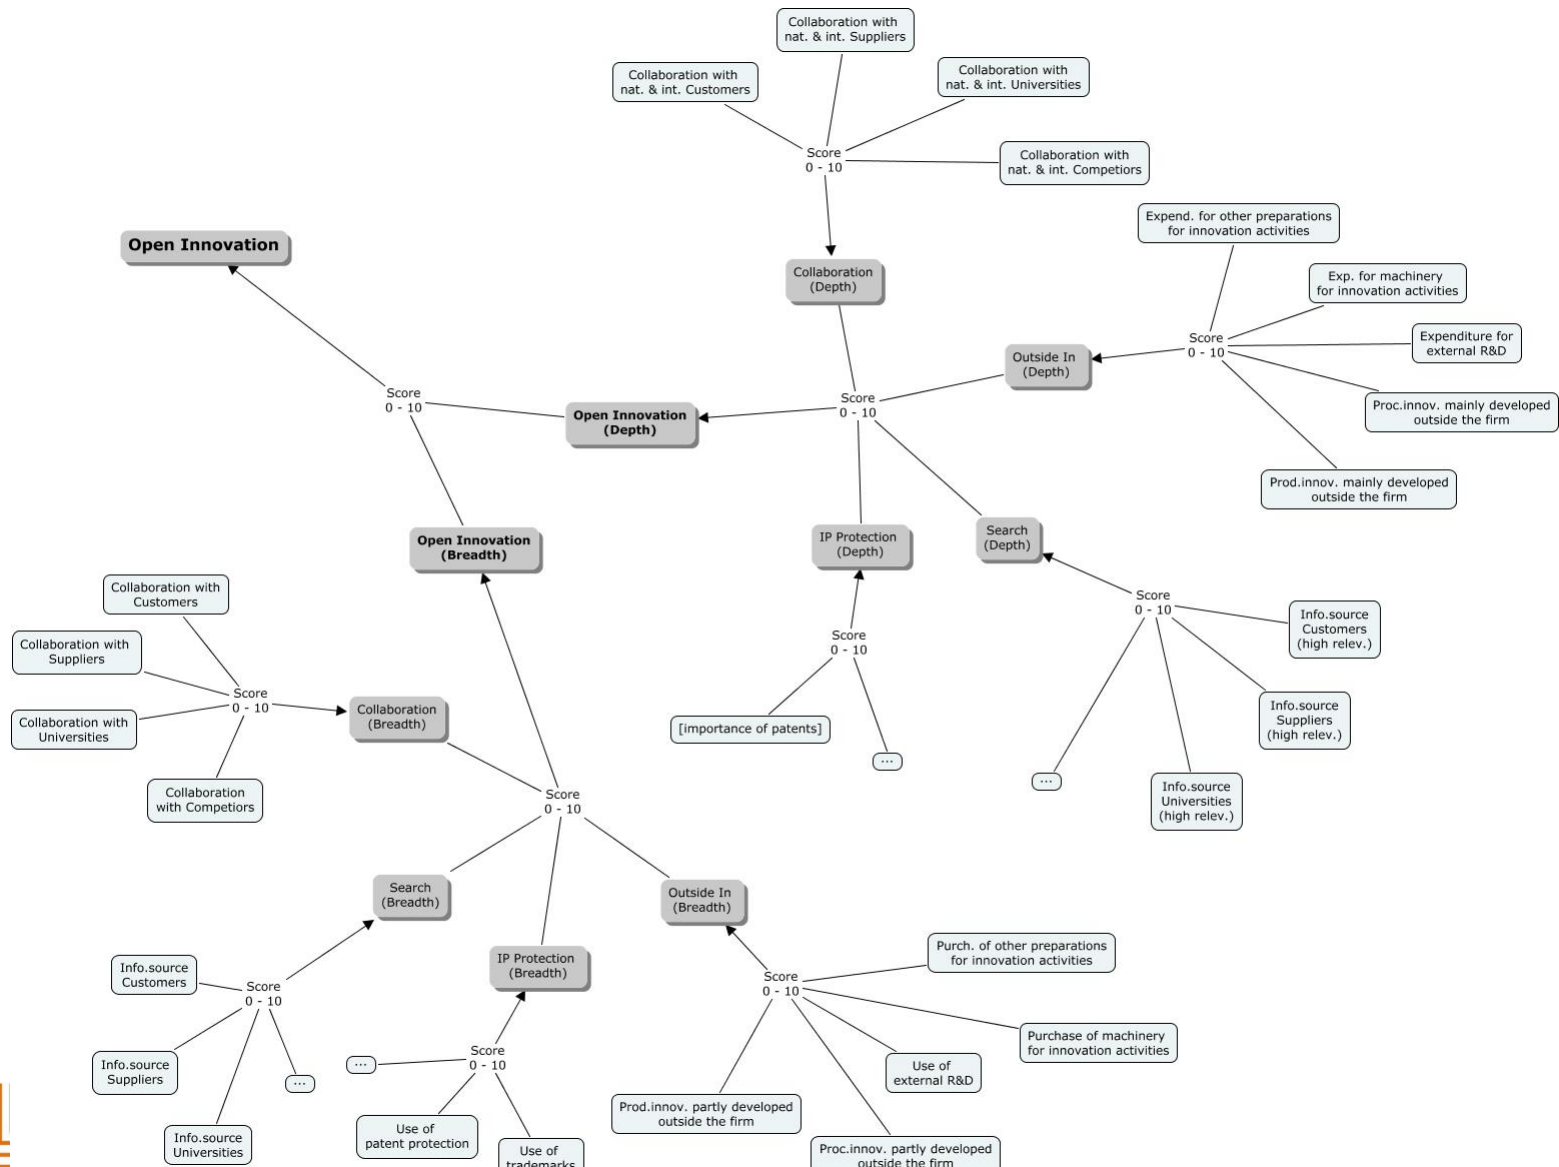 Collaboration with
nat. & int. Suppliers
Collaboration with
nat. & int. Customers
Collaboration with
nat. & int. Universities
Score
0 - 10
Collaboration with
nat. & int. Competiors
Expend. for other preparations
for innovation activities
Open Innovation
Collaboration
(Depth)
Exp. for machinery
for innovation activities
Score
0 - 10
Expenditure for
external R&D
Outside In
(Depth)
Score
0 - 10
Score
0 - 10
Proc.innov. mainly developed
outside the firm
Open Innovation
(Depth)
Prod.innov. mainly developed
outside the firm
Open Innovation
(Breadth)
IP Protection
(Depth)
Search
(Depth)
Collaboration with
Customers
Score
0 - 10
Info.source
Customers
(high relev.)
Collaboration with
Suppliers
Score
0 - 10
Score
0 - 10
Collaboration
(Breadth)
Collaboration with
Universities
[importance of patents]
Info.source
Suppliers
(high relev.)
...
...
Info.source
Universities
(high relev.)
Collaboration
with Competiors
Score
0 - 10
Search
(Breadth)
Outside In
(Breadth)
IP Protection
(Breadth)
Purch. of other preparations
for innovation activities
Info.source
Customers
Score
0 - 10
Score
0 - 10
Purchase of machinery
for innovation activities
Info.source
Suppliers
...
...
Score
0 - 10
Use of
external R&D
Prod.innov. partly developed
outside the firm
Info.source
Universities
Use of
patent protection
Use of
trademarks
Proc.innov. partly developed
outside the firm